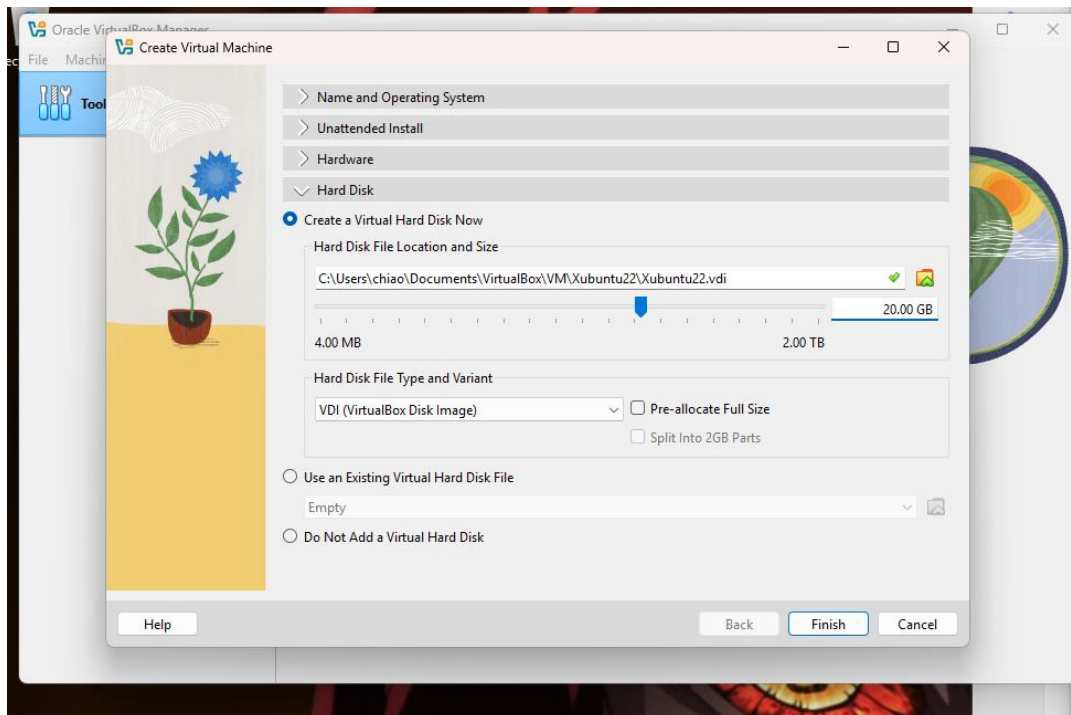 Oracle VirtualBox Manager
File Machin
Tool
Create Virtual Machine
Name and Operating System
Unattended Install
Hardware
Hard Disk
Create a Virtual Hard Disk Now
Hard Disk File Location and Size
C:\Users\chiao\Documents\VirtualBox\VM\Xubuntu22\Xubuntu22.vdi
20.00 GB
4.00 MB 2.00 TB
Hard Disk File Type and Variant
VDI (VirtualBox Disk Image) Pre-allocate Full Size
Split Into 2GB Parts
Use an Existing Virtual Hard Disk File
Empty
Do Not Add a Virtual Hard Disk
Help Back Finish Cancel